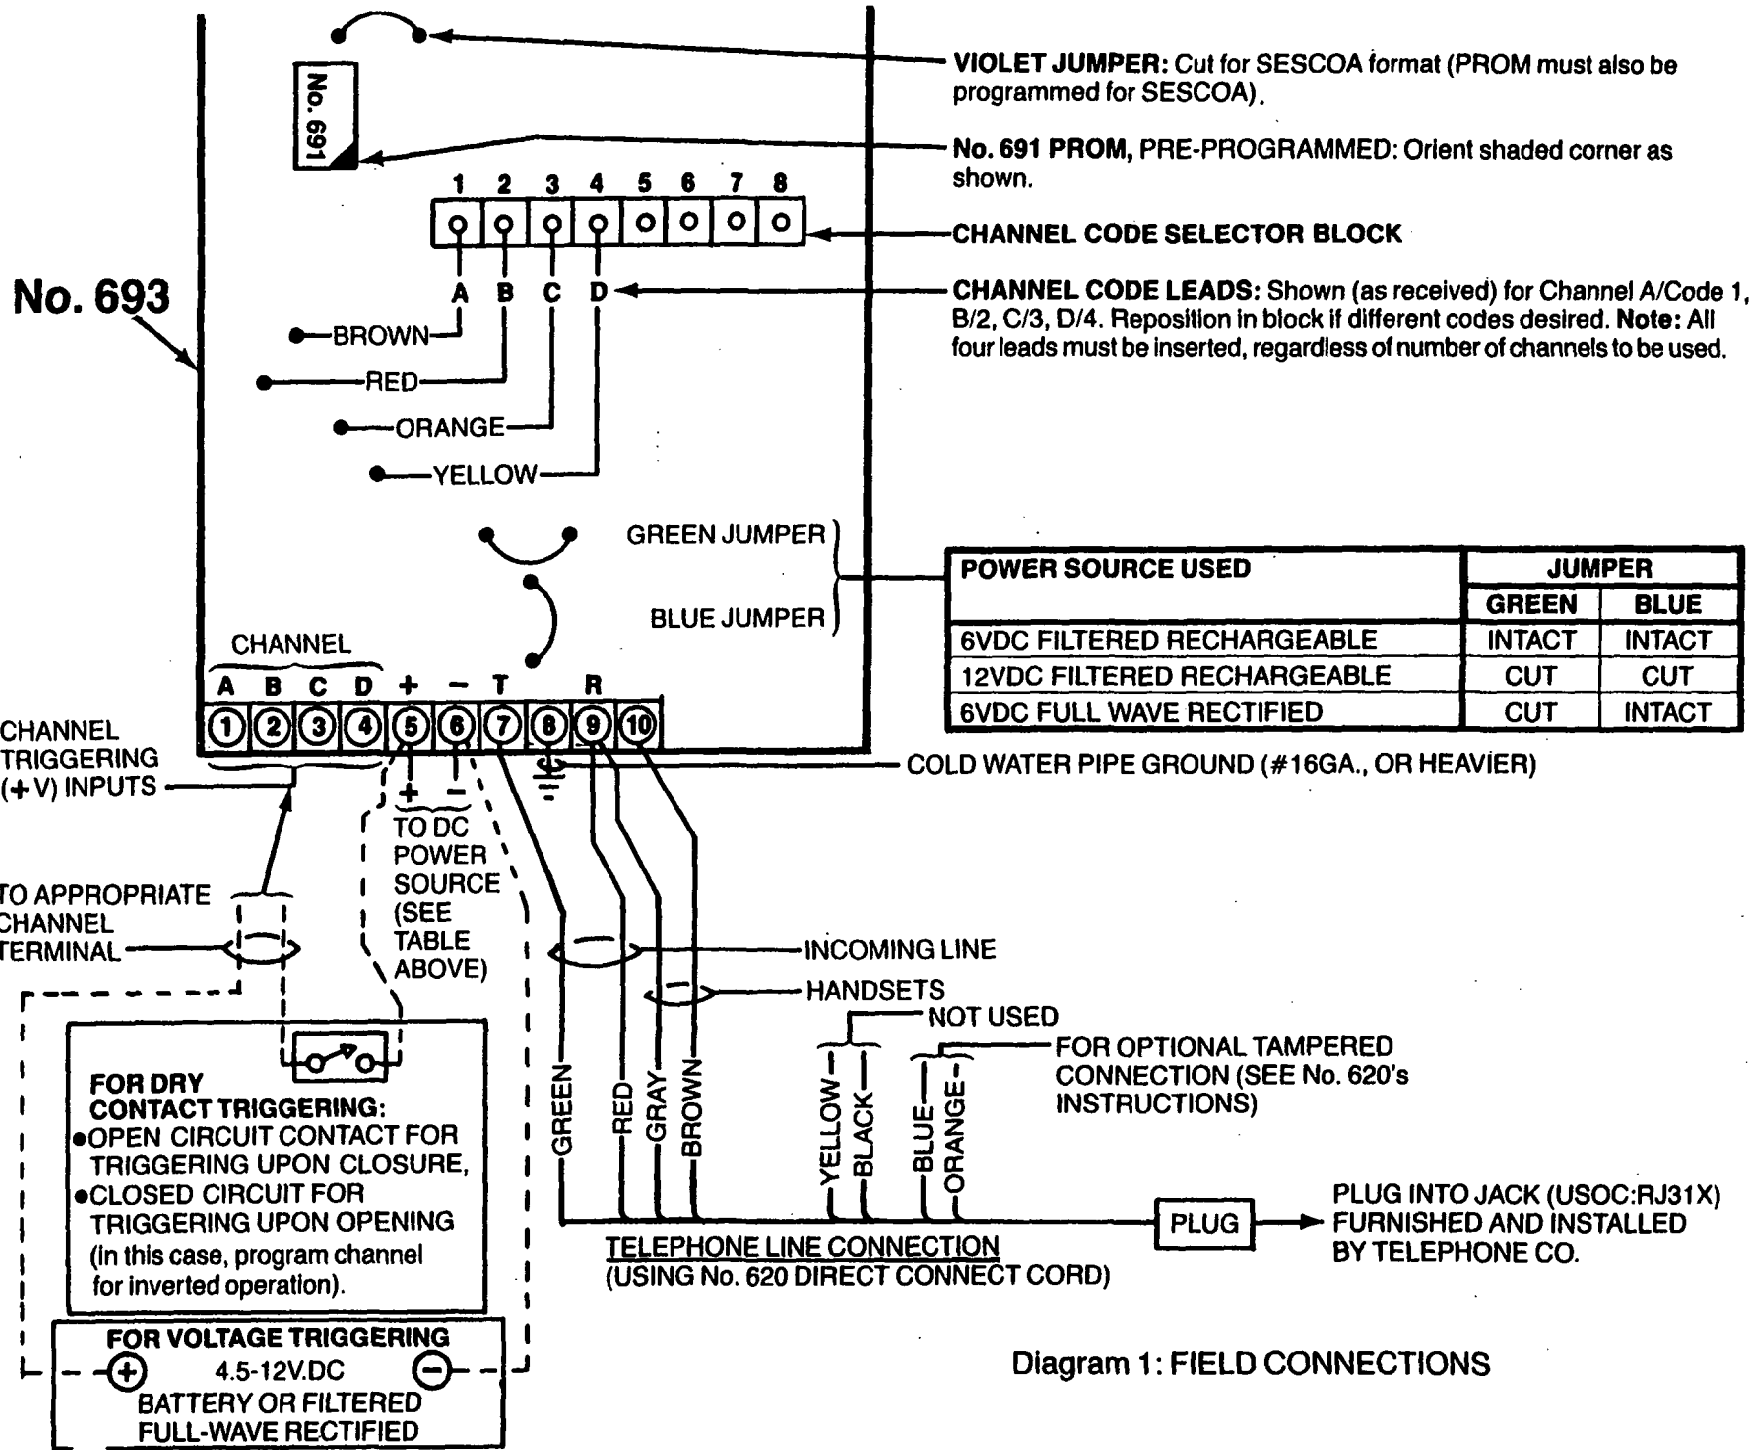 VIOLET JUMPER: Cut for SESCOA format (PROM must also be
programmed for SESCOA).
No. 691
No. 691 PROM, PRE-PROGRAMMED: Orient shaded corner as
shown.
1 2 3 4 5 6 7 8
CHANNEL CODE SELECTOR BLOCK
No. 693
A B C D
CHANNEL CODE LEADS: Shown (as received) for Channel A/Code 1,
B/2, C/3, D/4. Reposition in block if different codes desired. Note: All
four leads must be inserted, regardless of number of channels to be used.
BROWN
RED
ORANGE
YELLOW
GREEN JUMPER
BLUE JUMPER
POWER SOURCE USED JUMPER
GREEN BLUE
6VDC FILTERED RECHARGEABLE INTACT INTACT
12VDC FILTERED RECHARGEABLE CUT CUT
6VDC FULL WAVE RECTIFIED CUT INTACT
CHANNEL
A B C D + − T R
1 2 3 4 5 6 7 8 9 10
CHANNEL
TRIGGERING
(+V) INPUTS
COLD WATER PIPE GROUND (#16GA., OR HEAVIER)
+ −
TO DC
POWER
SOURCE
(SEE
TABLE
ABOVE)
TO APPROPRIATE
CHANNEL
TERMINAL
INCOMING LINE
HANDSETS
NOT USED
FOR OPTIONAL TAMPERED
CONNECTION (SEE No. 620's
INSTRUCTIONS)
GREEN
RED
GRAY
BROWN
YELLOW
BLACK
BLUE
ORANGE
FOR DRY
CONTACT TRIGGERING:
●OPEN CIRCUIT CONTACT FOR
TRIGGERING UPON CLOSURE,
●CLOSED CIRCUIT FOR
TRIGGERING UPON OPENING
(in this case, program channel
for inverted operation).
PLUG
PLUG INTO JACK (USOC:RJ31X)
FURNISHED AND INSTALLED
BY TELEPHONE CO.
TELEPHONE LINE CONNECTION
(USING No. 620 DIRECT CONNECT CORD)
FOR VOLTAGE TRIGGERING
+ 4.5-12V.DC −
BATTERY OR FILTERED
FULL-WAVE RECTIFIED
Diagram 1: FIELD CONNECTIONS